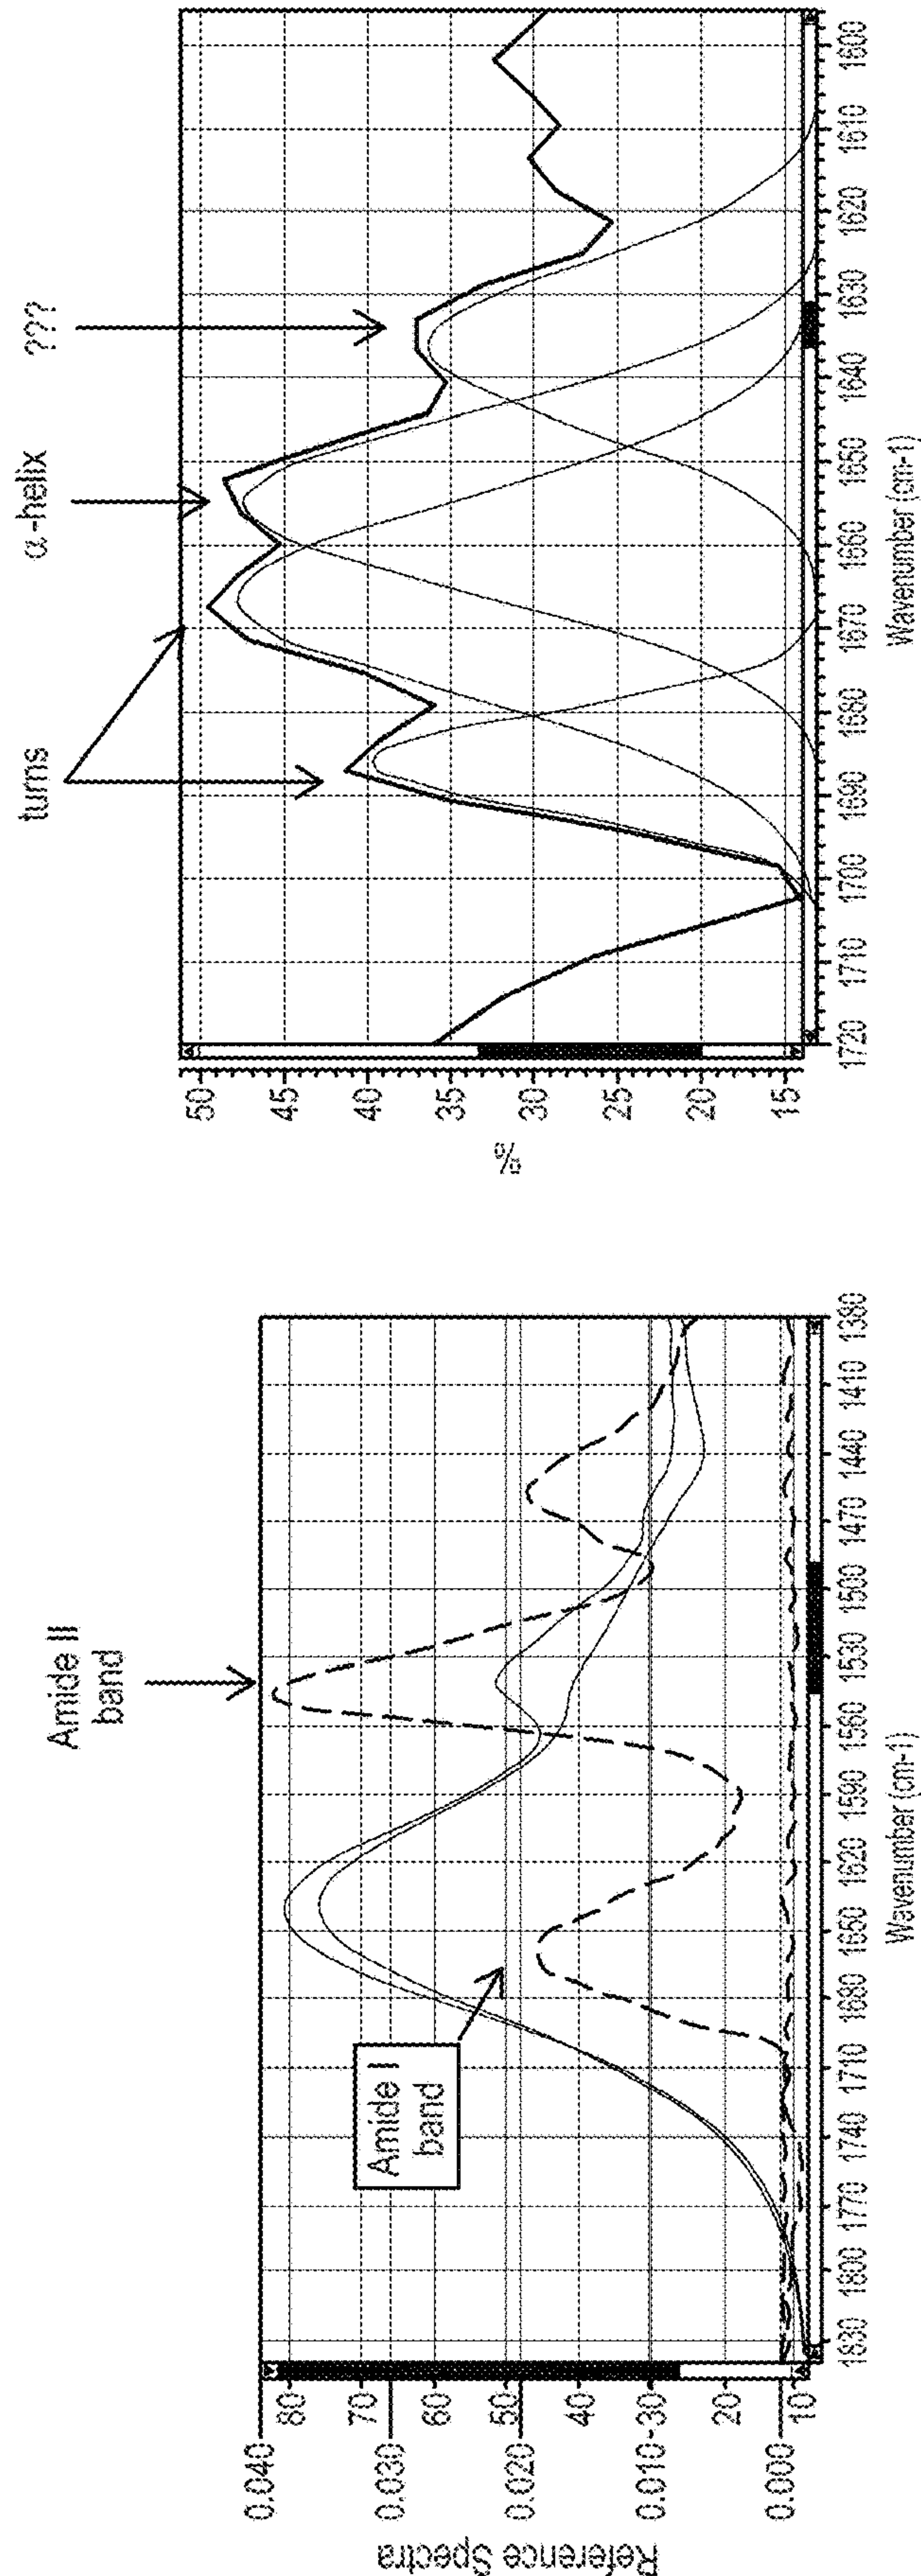 Amide II
band
Amide I
band
Reference Spectra
0.040
0.030
0.020
0.010
0.000
80
70
60
50
40
30
20
10
1830 1800 1770 1740 1710 1680 1650 1620 1590 1560 1530 1500 1470 1440 1410 1380
Wavenumber (cm-1)
turns
α-helix
???
%
50
45
40
35
30
25
20
15
1720 1710 1700 1690 1680 1670 1660 1650 1640 1630 1620 1610 1600
Wavenumber (cm-1)